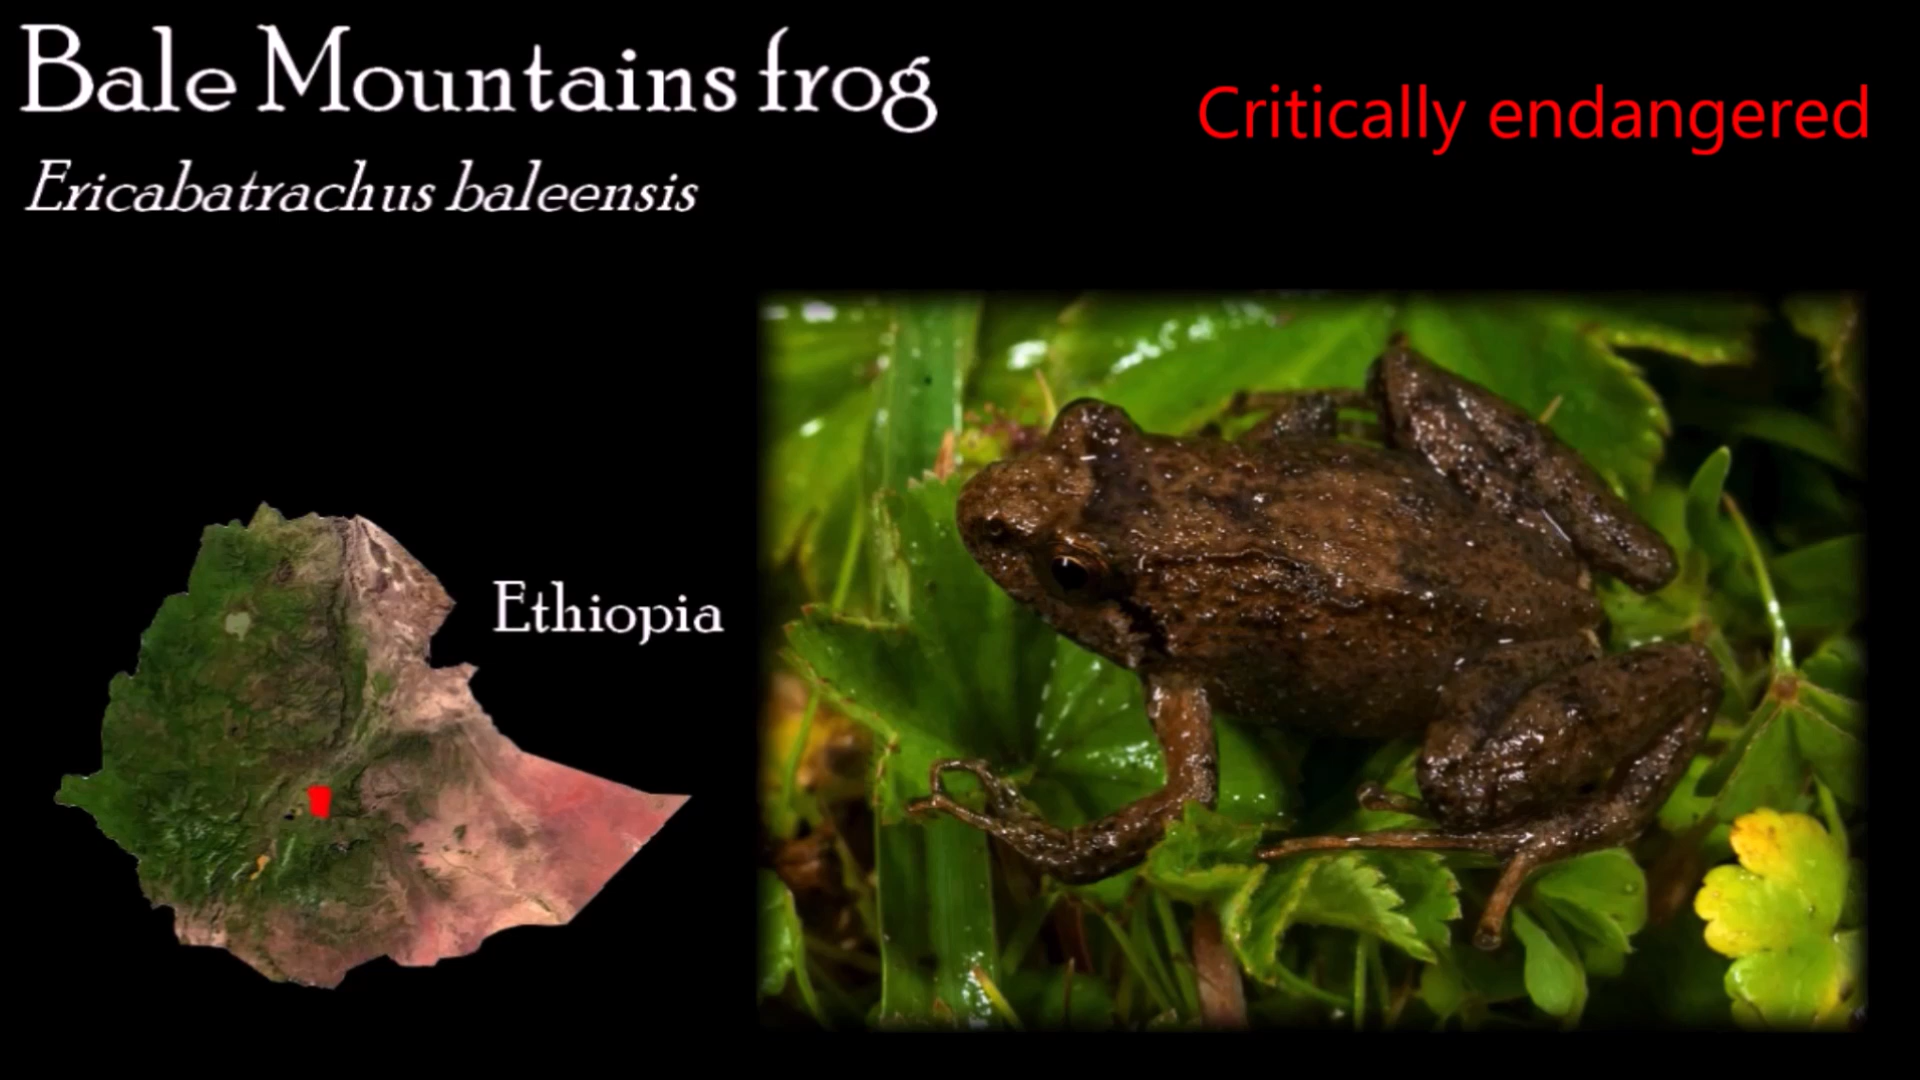 Bale Mountains frog
Critically endangered
Ericabatrachus baleensis
Ethiopia